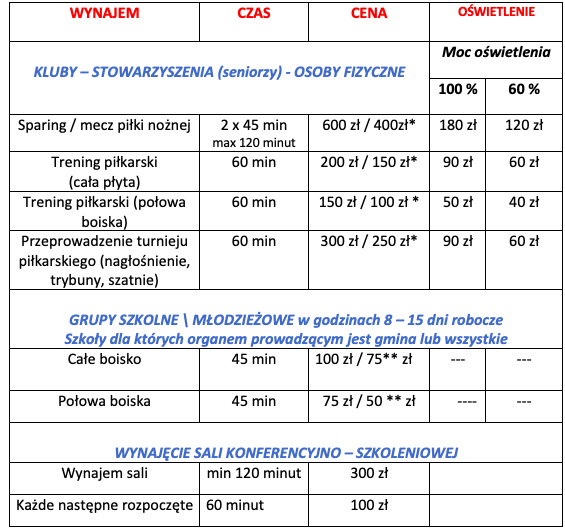 WYNAJEM CZAS CENA OŚWIETLENIE
KLUBY – STOWARZYSZENIA (seniorzy) - OSOBY FIZYCZNE Moc oświetlenia
100 % 60 %
Sparing / mecz piłki nożnej 2 x 45 min 600 zł / 400zł* 180 zł 120 zł
max 120 minut
Trening piłkarski 60 min 200 zł / 150 zł* 90 zł 60 zł
(cała płyta)
Trening piłkarski (połowa 60 min 150 zł / 100 zł * 50 zł 40 zł
boiska)
Przeprowadzenie turnieju 60 min 300 zł / 250 zł* 90 zł 60 zł
piłkarskiego (nagłośnienie,
trybuny, szatnie)
GRUPY SZKOLNE \ MŁODZIEŻOWE w godzinach 8 – 15 dni robocze
Szkoły dla których organem prowadzącym jest gmina lub wszystkie
Całe boisko 45 min 100 zł / 75** zł --- ---
Połowa boiska 45 min 75 zł / 50 ** zł ---- ---
WYNAJĘCIE SALI KONFERENCYJNO – SZKOLENIOWEJ
Wynajem sali min 120 minut 300 zł
Każde następne rozpoczęte 60 minut 100 zł